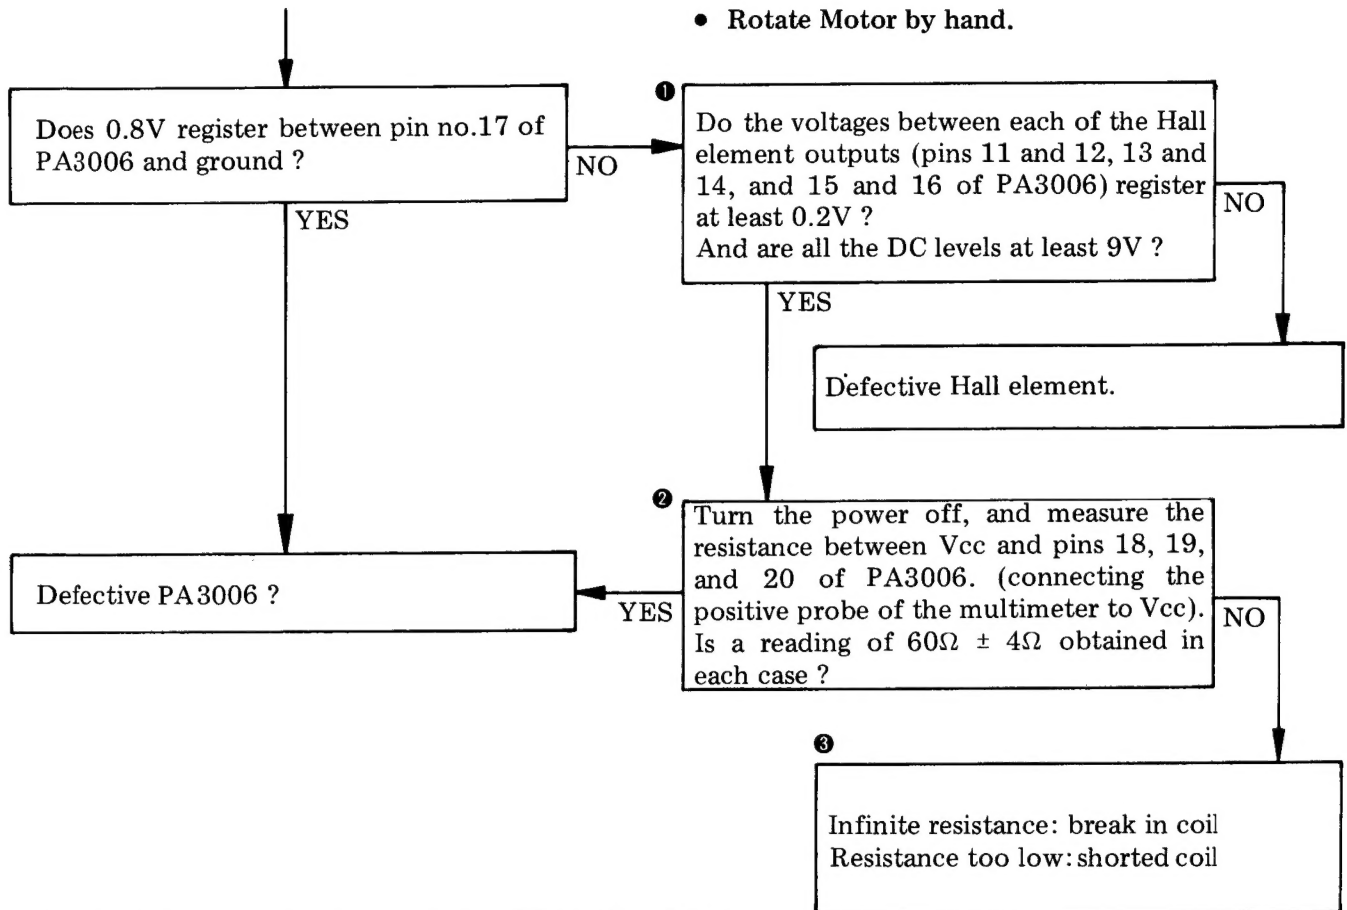 • Rotate Motor by hand.
Does 0.8V register between pin no.17 of
PA3006 and ground ?
NO
YES
❶
Do the voltages between each of the Hall
element outputs (pins 11 and 12, 13 and
14, and 15 and 16 of PA3006) register
at least 0.2V ?
And are all the DC levels at least 9V ?
NO
YES
Defective Hall element.
❷
Turn the power off, and measure the
resistance between Vcc and pins 18, 19,
and 20 of PA3006. (connecting the
positive probe of the multimeter to Vcc).
Is a reading of 60Ω ± 4Ω obtained in
each case ?
YES
NO
Defective PA3006 ?
❸
Infinite resistance: break in coil
Resistance too low: shorted coil